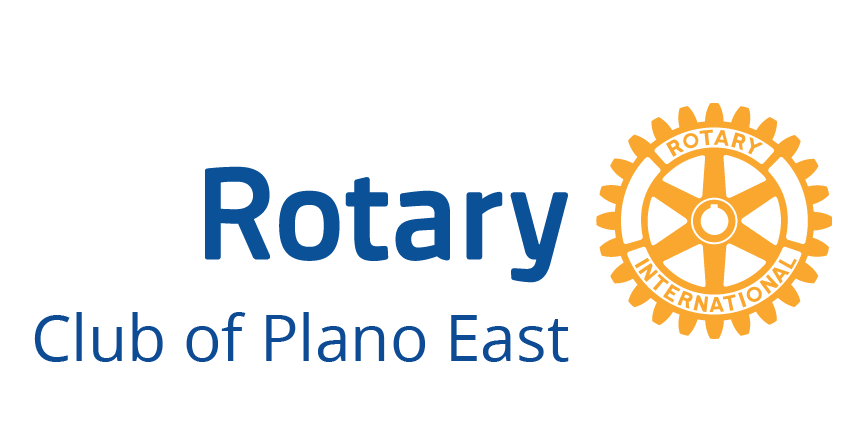 Rotary
Club of Plano East
ROTARY
INTERNATIONAL